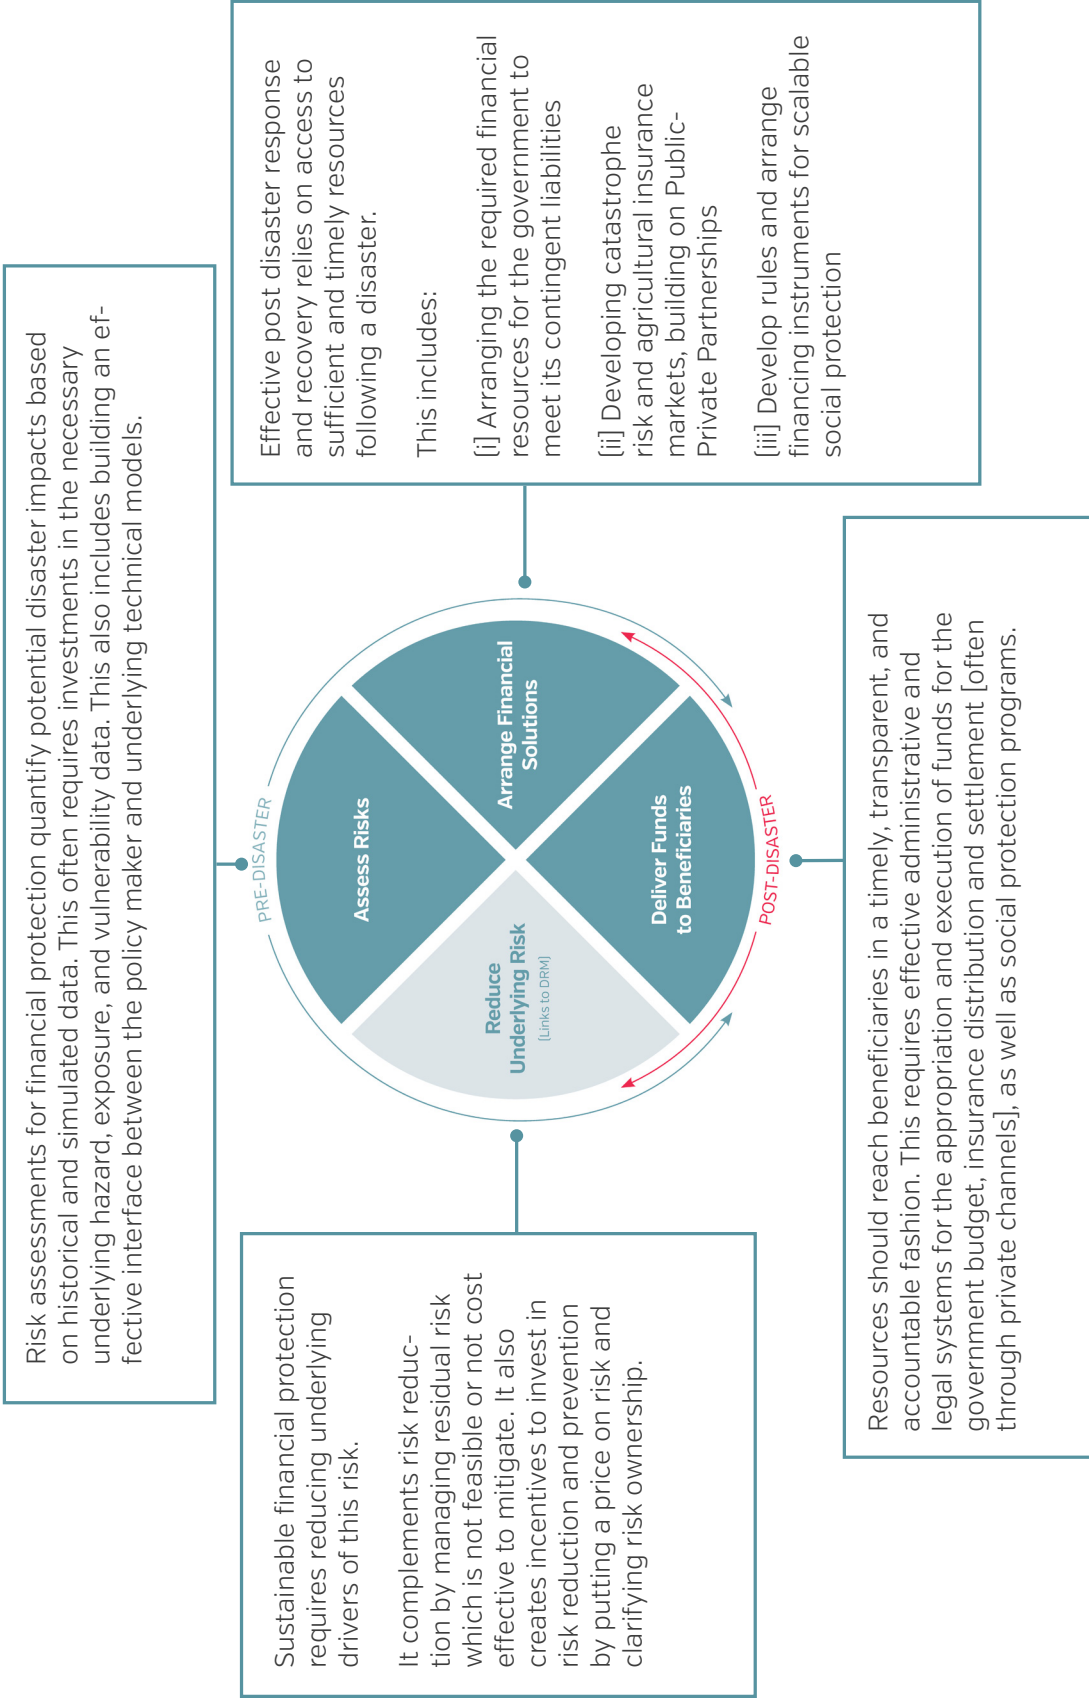 Risk assessments for financial protection quantify potential disaster impacts based
on historical and simulated data. This often requires investments in the necessary
underlying hazard, exposure, and vulnerability data. This also includes building an ef-
fective interface between the policy maker and underlying technical models.
Sustainable financial protection
requires reducing underlying
drivers of this risk.
It complements risk reduc-
tion by managing residual risk
which is not feasible or not cost
effective to mitigate. It also
creates incentives to invest in
risk reduction and prevention
by putting a price on risk and
clarifying risk ownership.
PRE-DISASTER
Assess Risks
Reduce
Underlying Risk
[Links to DRM]
Arrange Financial
Solutions
Deliver Funds
to Beneficiaries
POST-DISASTER
Effective post disaster response
and recovery relies on access to
sufficient and timely resources
following a disaster.
This includes:
[i] Arranging the required financial
resources for the government to
meet its contingent liabilities
[ii] Developing catastrophe
risk and agricultural insurance
markets, building on Public-
Private Partnerships
[iii] Develop rules and arrange
financing instruments for scalable
social protection
Resources should reach beneficiaries in a timely, transparent, and
accountable fashion. This requires effective administrative and
legal systems for the appropriation and execution of funds for the
government budget, insurance distribution and settlement [often
through private channels], as well as social protection programs.